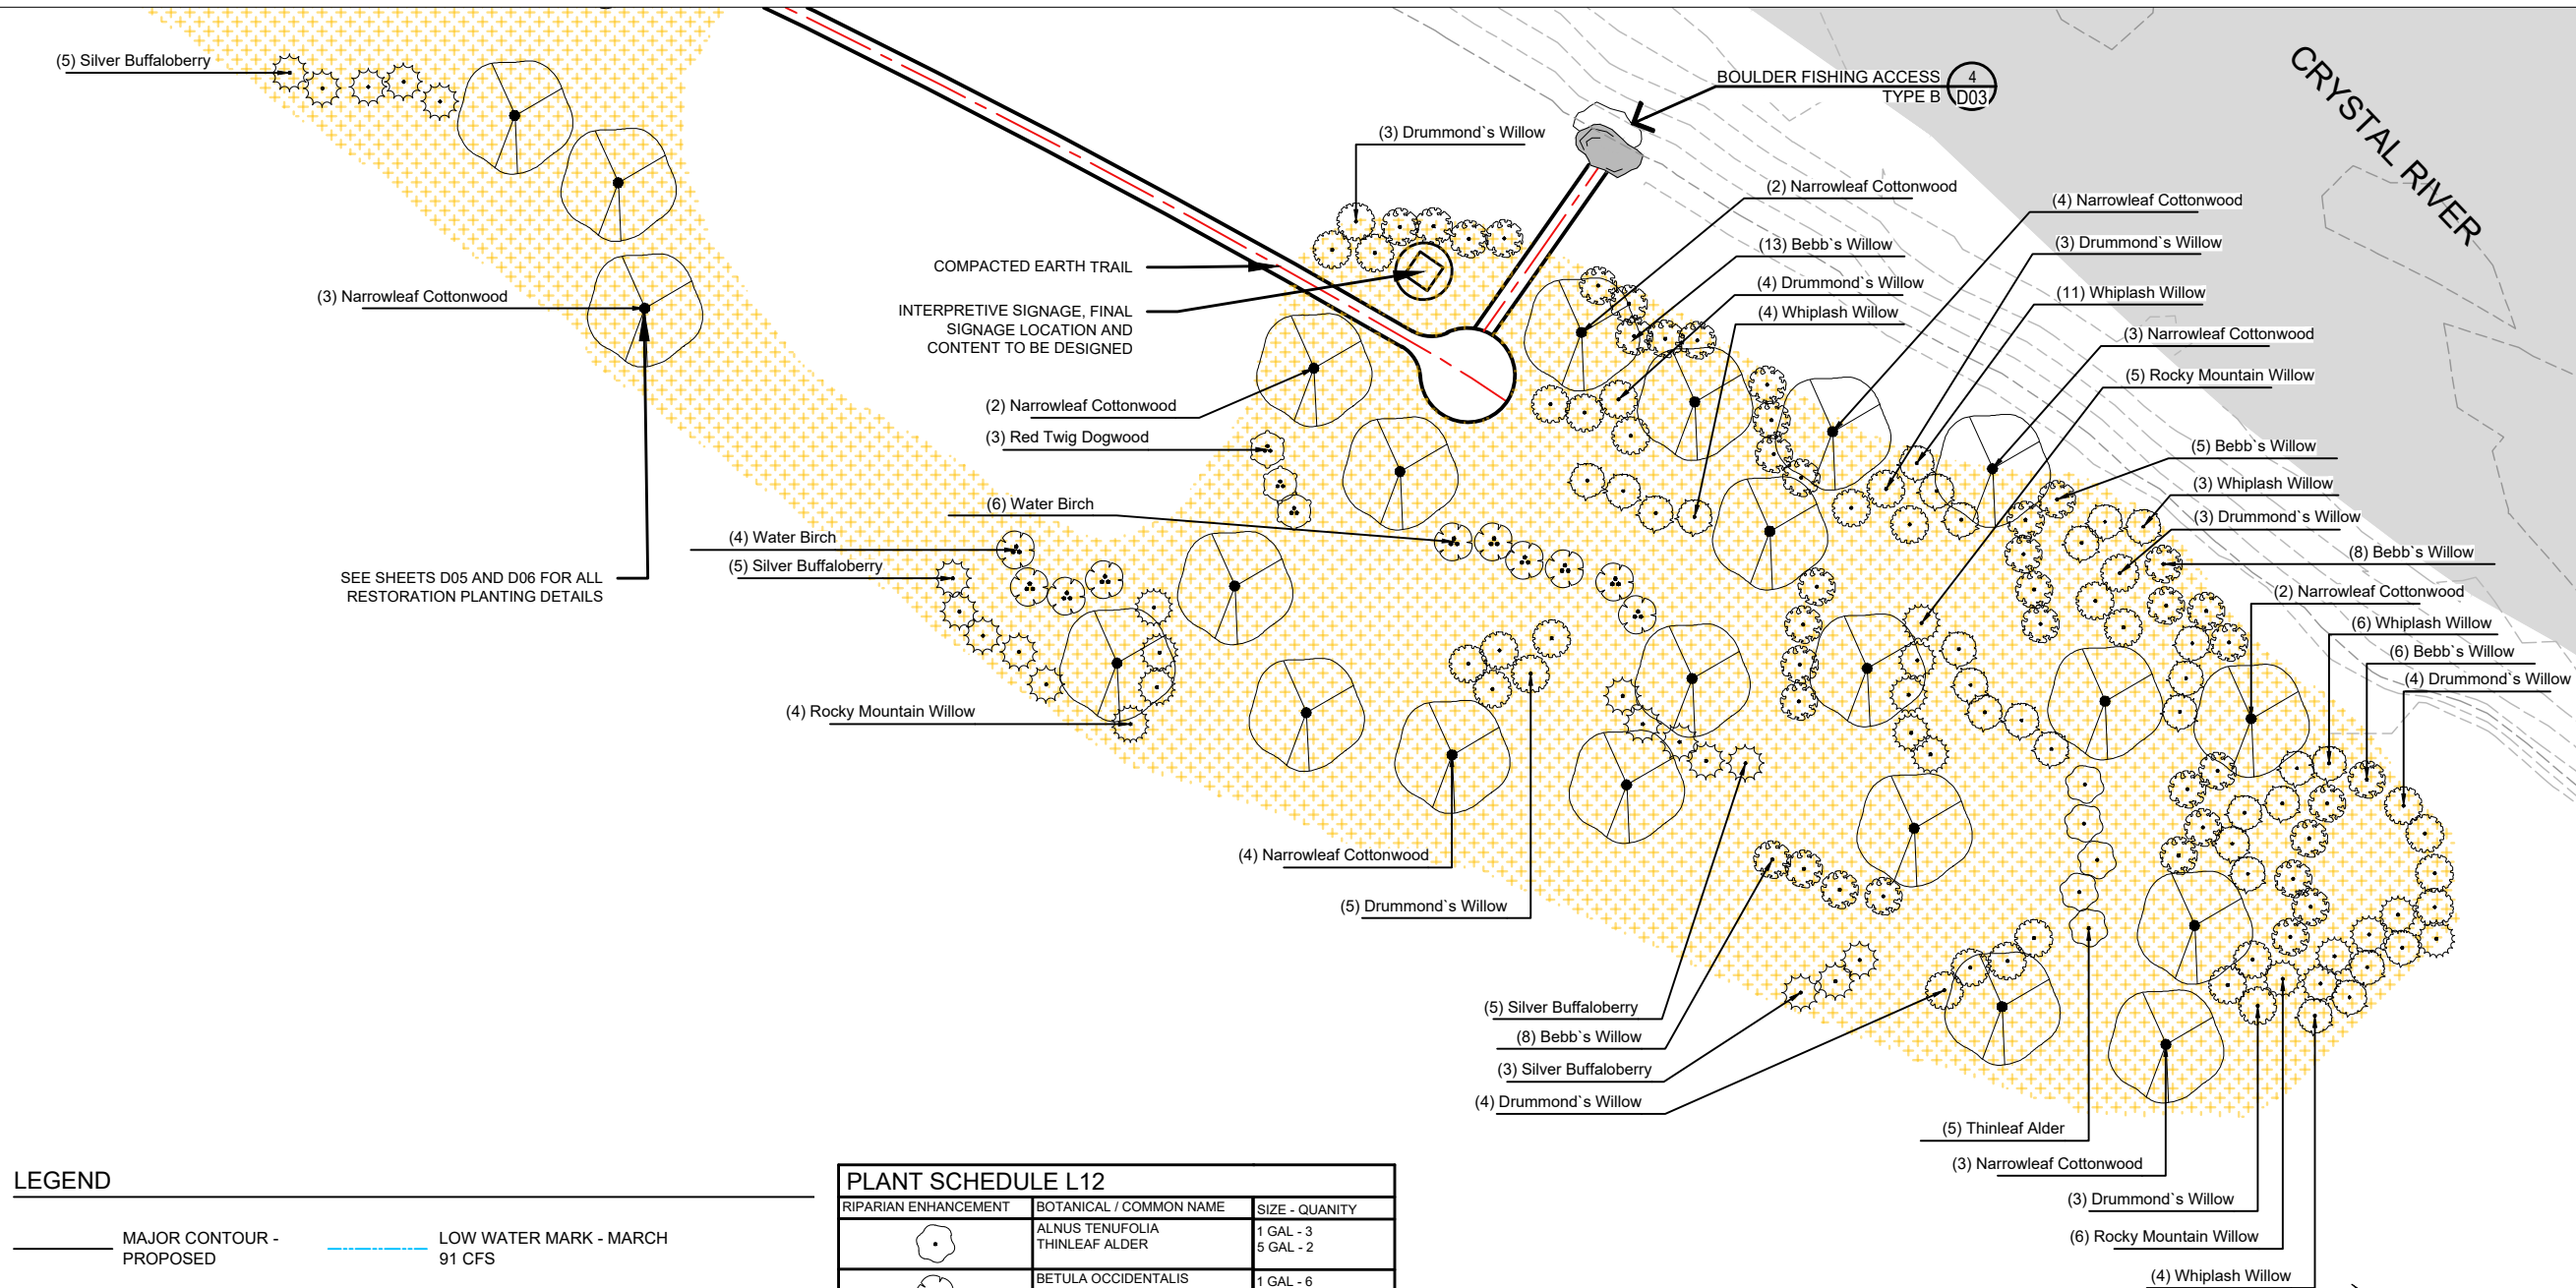 (5) Silver Buffaloberry
BOULDER FISHING ACCESS
TYPE B
4
D03
CRYSTAL RIVER
(3) Drummond`s Willow
(2) Narrowleaf Cottonwood
(4) Narrowleaf Cottonwood
(13) Bebb`s Willow
(3) Drummond`s Willow
COMPACTED EARTH TRAIL
(4) Drummond`s Willow
(11) Whiplash Willow
(3) Narrowleaf Cottonwood
INTERPRETIVE SIGNAGE, FINAL
SIGNAGE LOCATION AND
CONTENT TO BE DESIGNED
(4) Whiplash Willow
(3) Narrowleaf Cottonwood
(5) Rocky Mountain Willow
(2) Narrowleaf Cottonwood
(3) Red Twig Dogwood
(5) Bebb`s Willow
(3) Whiplash Willow
(6) Water Birch
(3) Drummond`s Willow
(4) Water Birch
(8) Bebb`s Willow
(5) Silver Buffaloberry
SEE SHEETS D05 AND D06 FOR ALL
RESTORATION PLANTING DETAILS
(2) Narrowleaf Cottonwood
(6) Whiplash Willow
(6) Bebb`s Willow
(4) Drummond`s Willow
(4) Rocky Mountain Willow
(4) Narrowleaf Cottonwood
(5) Drummond`s Willow
(5) Silver Buffaloberry
(8) Bebb`s Willow
(3) Silver Buffaloberry
(4) Drummond`s Willow
(5) Thinleaf Alder
(3) Narrowleaf Cottonwood
(3) Drummond`s Willow
(6) Rocky Mountain Willow
(4) Whiplash Willow
LEGEND
MAJOR CONTOUR -
PROPOSED
LOW WATER MARK - MARCH
91 CFS
PLANT SCHEDULE L12
RIPARIAN ENHANCEMENT
BOTANICAL / COMMON NAME
SIZE - QUANITY
ALNUS TENUFOLIA
THINLEAF ALDER
1 GAL - 3
5 GAL - 2
BETULA OCCIDENTALIS
1 GAL - 6